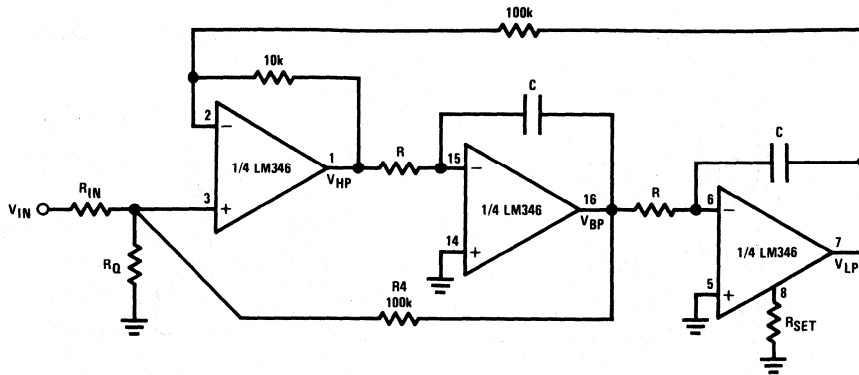 100k
10k
C
2
−
1
R
15
−
C
1/4 LM346
V_HP
R_IN
V_IN
3
+
16
R
6
−
1/4 LM346
V_BP
14
+
1/4 LM346
7
V_LP
R_Q
5
+
8
R4
100k
R_SET